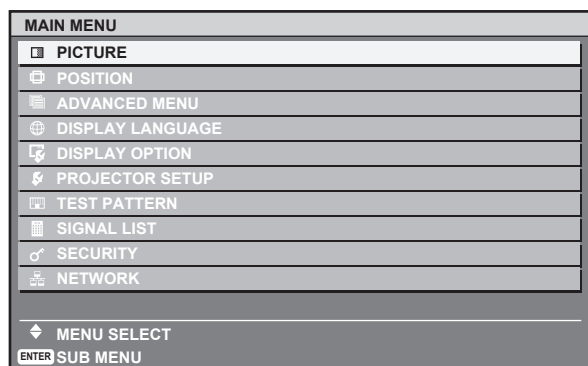 MAIN MENU
PICTURE
POSITION
ADVANCED MENU
DISPLAY LANGUAGE
DISPLAY OPTION
PROJECTOR SETUP
TEST PATTERN
SIGNAL LIST
SECURITY
NETWORK
MENU SELECT
ENTER SUB MENU